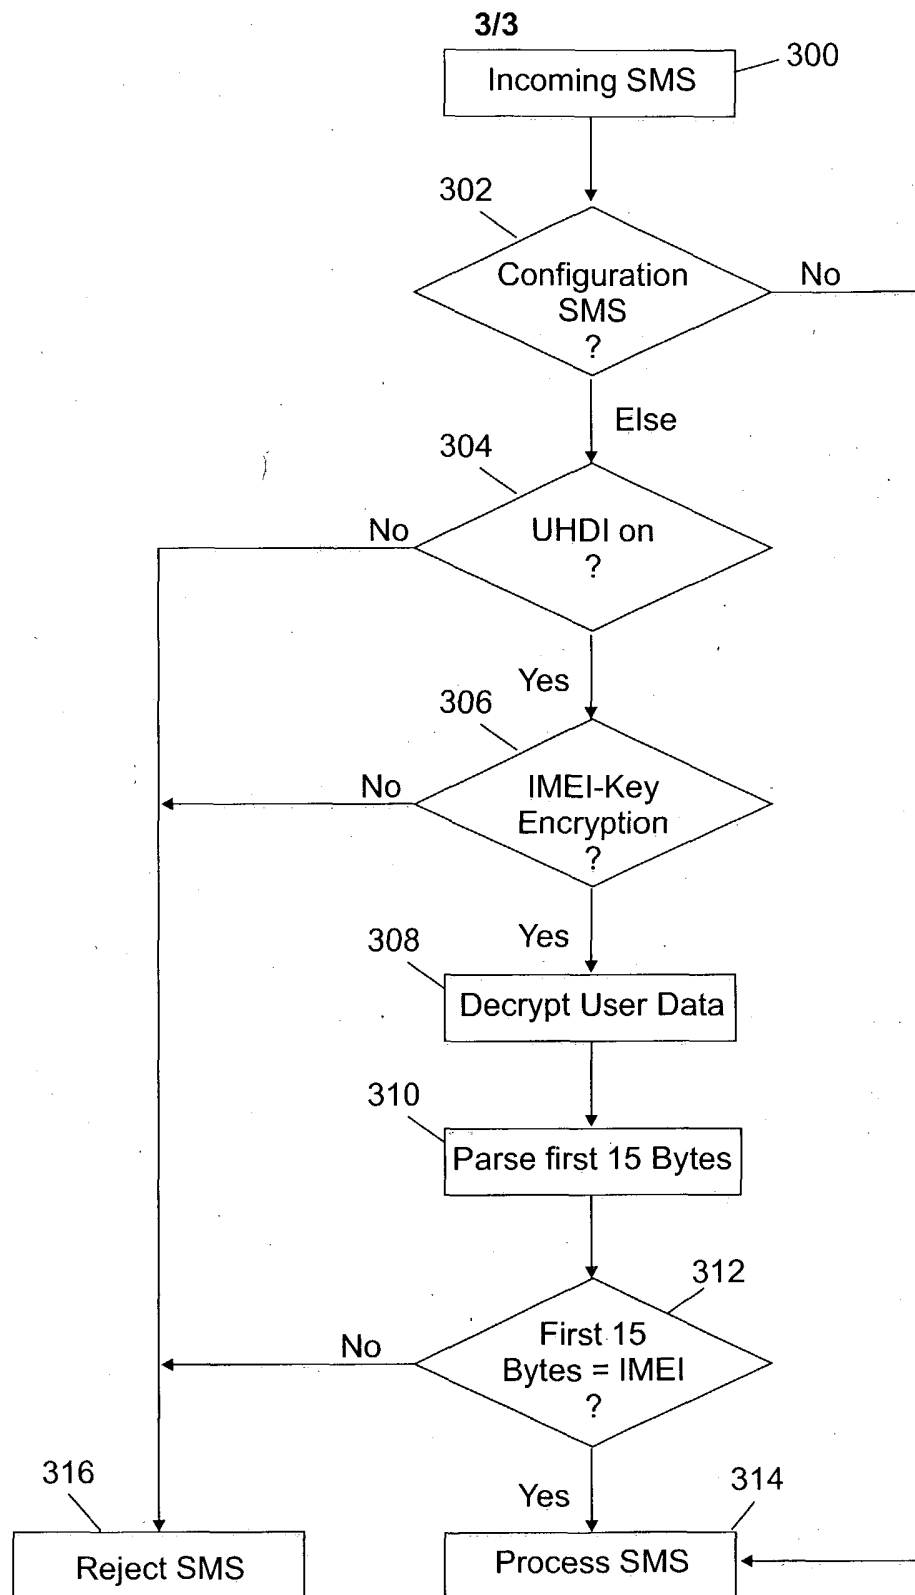 3/3
Incoming SMS
300
302
Configuration
SMS
?
No
Else
304
UHDI on
?
No
Yes
306
IMEI-Key
Encryption
?
No
Yes
308
Decrypt User Data
310
Parse first 15 Bytes
312
First 15
Bytes = IMEI
?
No
Yes
316
Reject SMS
314
Process SMS